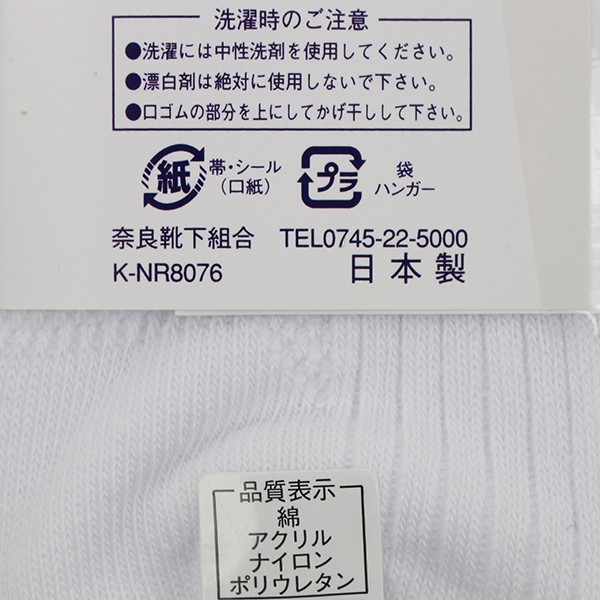 洗濯時のご注意
●洗濯には中性洗剤を使用してください。
●漂白剤は絶対に使用しないで下さい。
●口ゴムの部分を上にしてかげ干しして下さい。
紙 帯・シール
(口紙)
プラ 袋
ハンガー
奈良靴下組合 TEL0745-22-5000
K-NR8076 日本製
品質表示
綿
アクリル
ナイロン
ポリウレタン